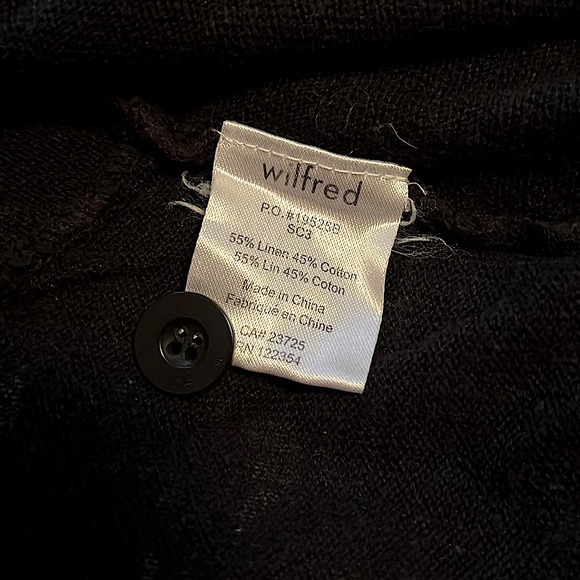 wilfred
P.O. #19525B
SC3
55% Linen 45% Cotton
55% Lin 45% Coton
Made in China
Fabriqué en Chine
CA# 23725
RN 122354